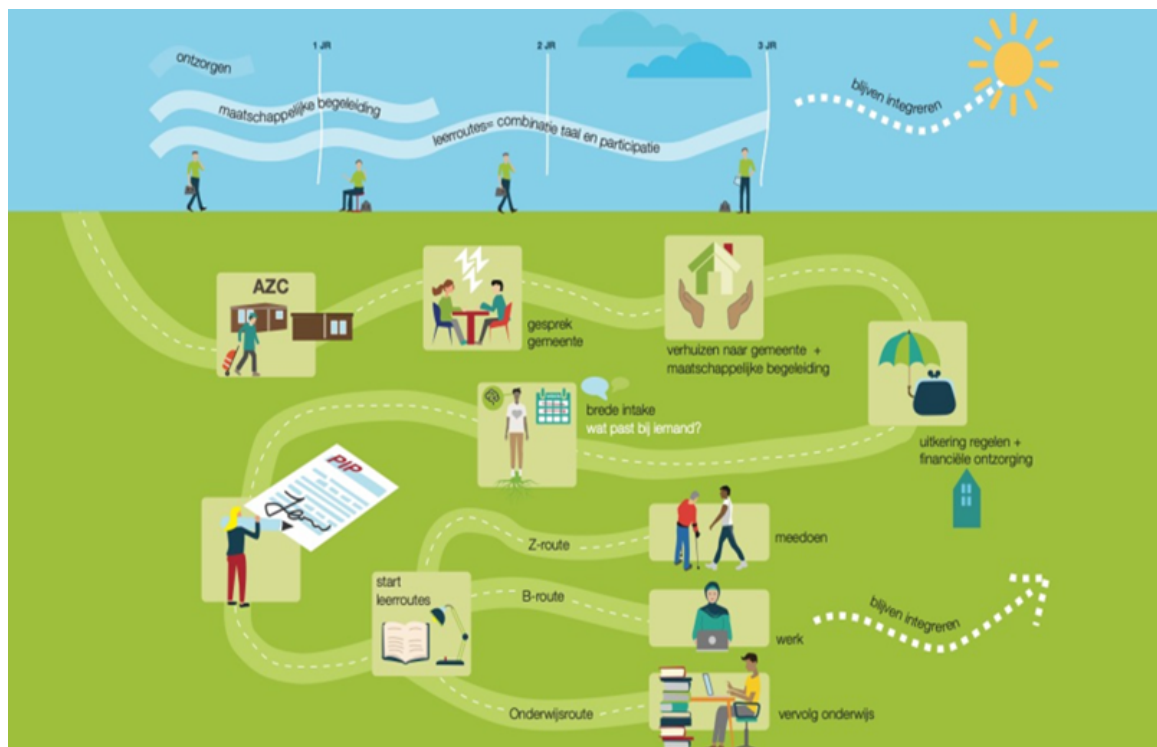 1 JR
2 JR
3 JR
ontzorgen
maatschappelijke begeleiding
leerroutes= combinatie taal en participatie
blijven integreren
AZC
gesprek
gemeente
verhuizen naar gemeente +
maatschappelijke begeleiding
uitkering regelen +
financiële ontzorging
brede intake
wat past bij iemand?
PIP
start
leerroutes
Z-route
meedoen
B-route
werk
blijven integreren
Onderwijsroute
vervolg onderwijs